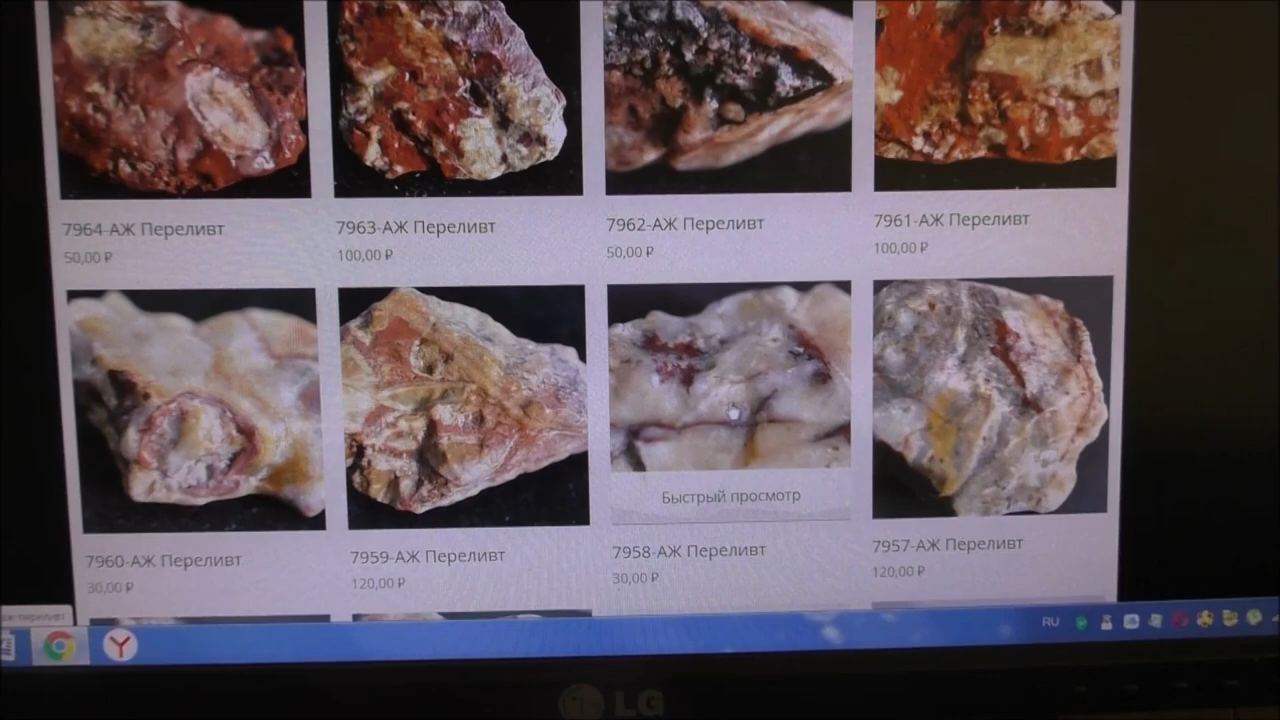 7964-АЖ Переливт
50,00 ₽
7963-АЖ Переливт
100,00 ₽
7962-АЖ Переливт
50,00 ₽
7961-АЖ Переливт
100,00 ₽
7960-АЖ Переливт
30,00 ₽
7959-АЖ Переливт
120,00 ₽
Быстрый просмотр
7958-АЖ Переливт
30,00 ₽
7957-АЖ Переливт
120,00 ₽
RU
LG